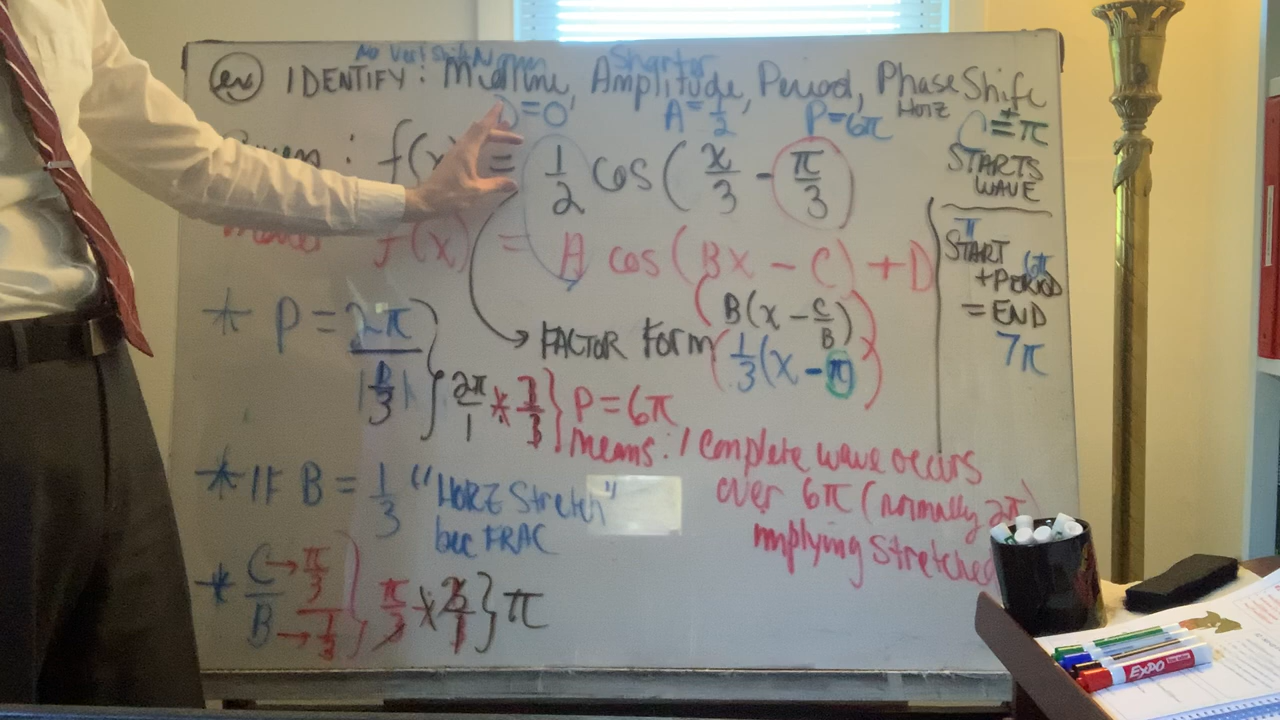 ex IDENTIFY: Midline, Amplitude, Period, Phase Shift
No Vert Shift
Shorter
D=0
A=1/2
P=6π
Horz
C=π
STARTS
WAVE
Given: f(x) = 1/2 cos(x/3 - π/3)
f(x) = A cos(Bx - C) + D
π
START
6π
+PERIOD
= END
7π
B(x - C/B)
→ FACTOR Form (1/3(x - π))
* P = 2π
2π/1 * 3/1 } P = 6π
Means: 1 complete wave occurs
over 6π (normally 2π)
implying Stretched
* IF B = 1/3 "HORZ Stretch"
bec FRAC
* C/B → π/3
→ 1/3 } π/3 x 3/1 } π
EXPO